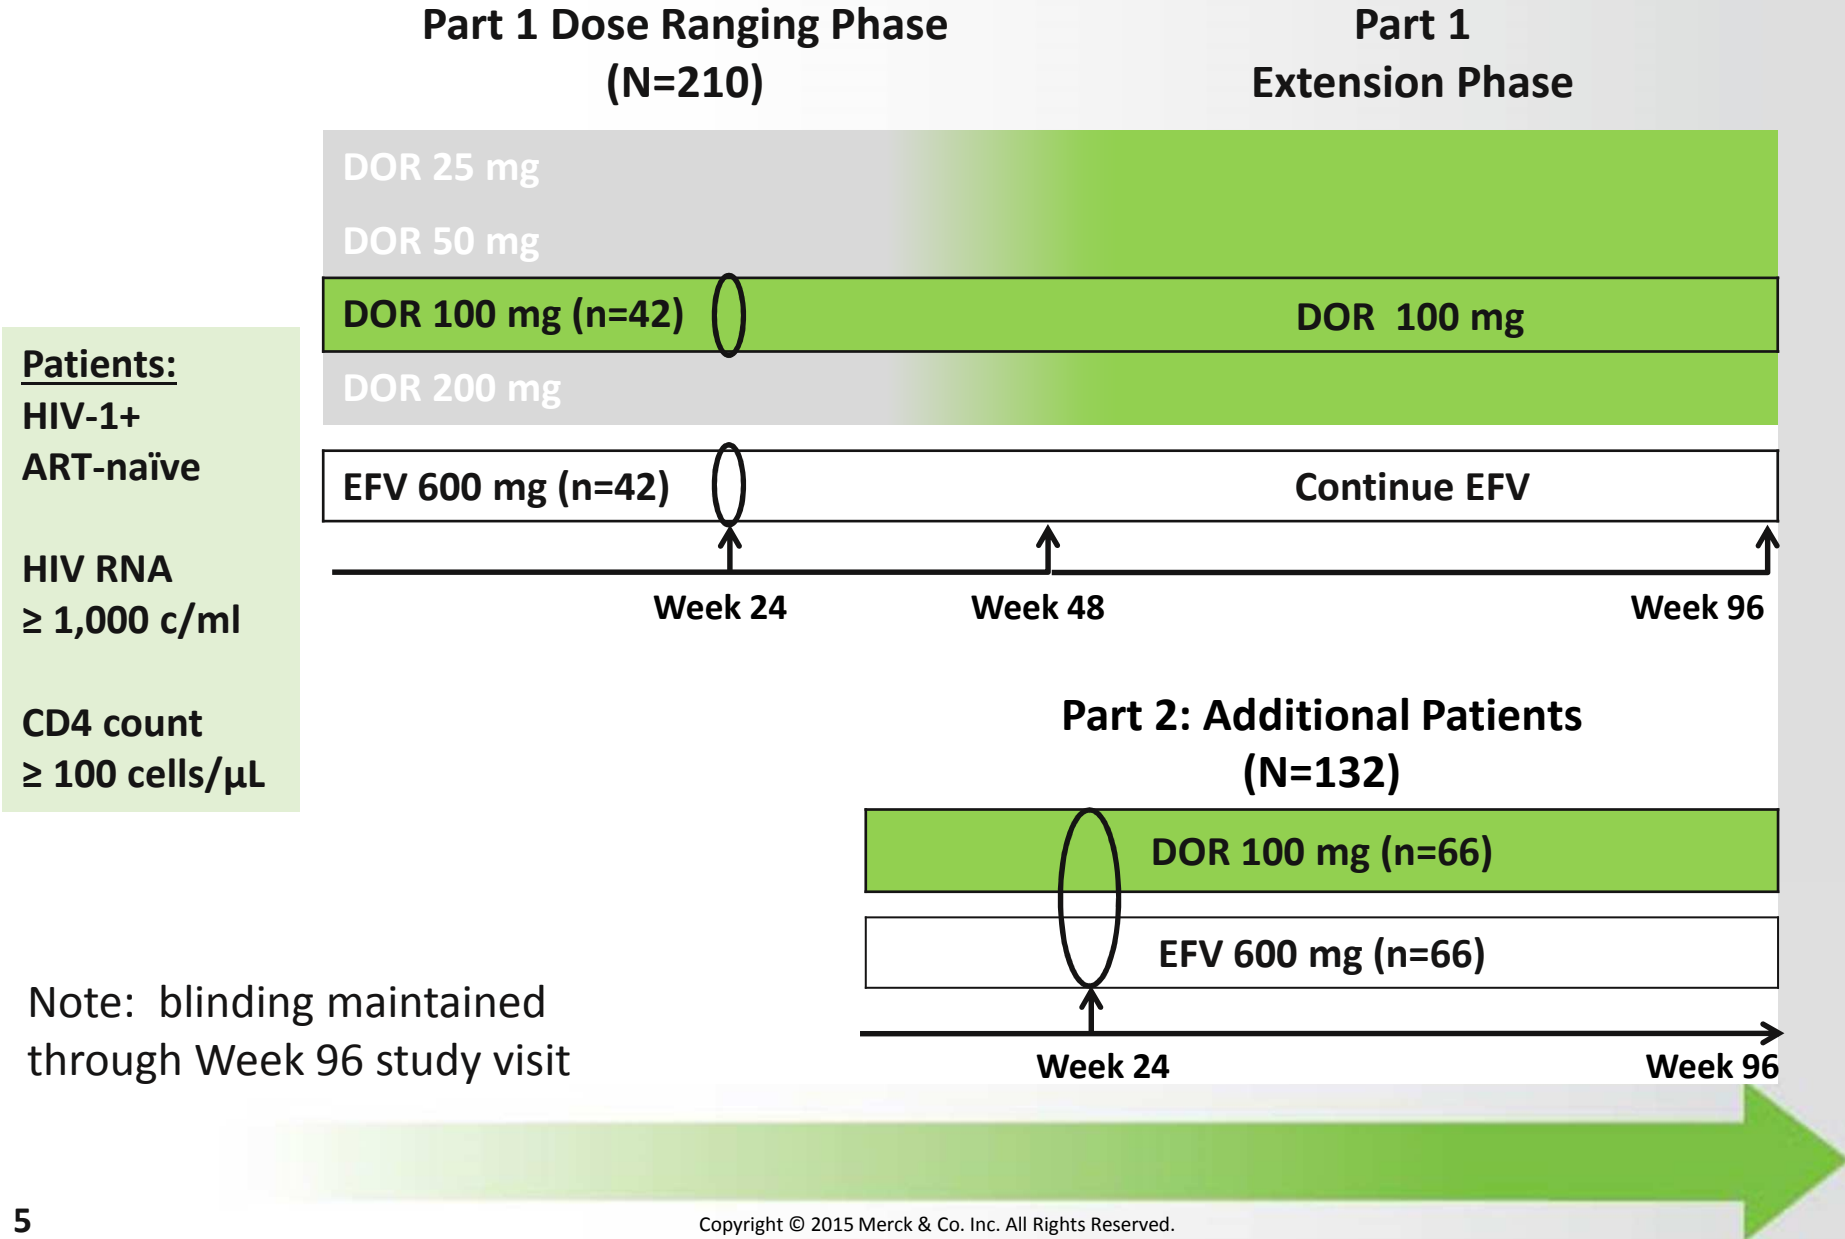 Part 1 Dose Ranging Phase
(N=210)
Part 1
Extension Phase
DOR 25 mg
DOR 50 mg
DOR 100 mg (n=42)
DOR  100 mg
DOR 200 mg
EFV 600 mg (n=42)
Continue EFV
Week 24
Week 48
Week 96
Patients:
HIV-1+
ART-naïve
HIV RNA
≥ 1,000 c/ml
CD4 count
≥ 100 cells/µL
Part 2: Additional Patients
(N=132)
DOR 100 mg (n=66)
EFV 600 mg (n=66)
Week 24
Week 96
Note:  blinding maintained
through Week 96 study visit
5
Copyright © 2015 Merck & Co. Inc. All Rights Reserved.